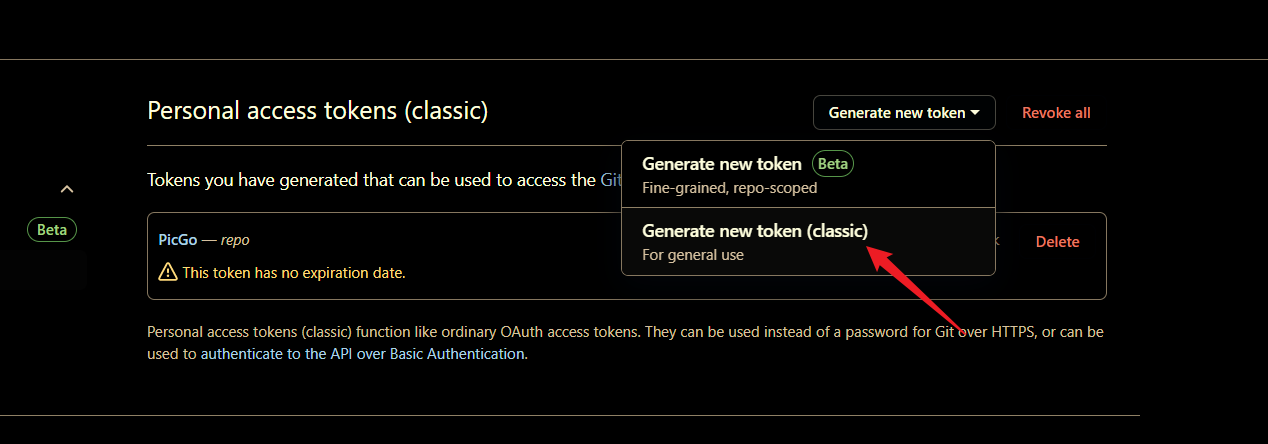 Personal access tokens (classic)
Generate new token
Revoke all
Generate new token Beta
Fine-grained, repo-scoped
Tokens you have generated that can be used to access the
Generate new token (classic)
For general use
Beta
PicGo — repo
Delete
This token has no expiration date.
Personal access tokens (classic) function like ordinary OAuth access tokens. They can be used instead of a password for Git over HTTPS, or can be
used to authenticate to the API over Basic Authentication.